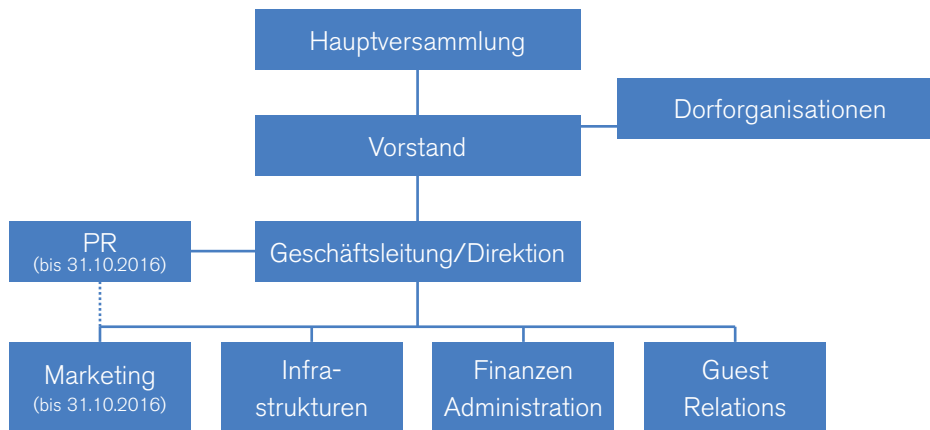 Hauptversammlung
Dorforganisationen
Vorstand
PR
(bis 31.10.2016)
Geschäftsleitung/Direktion
Marketing
(bis 31.10.2016)
Infra-
strukturen
Finanzen
Administration
Guest
Relations